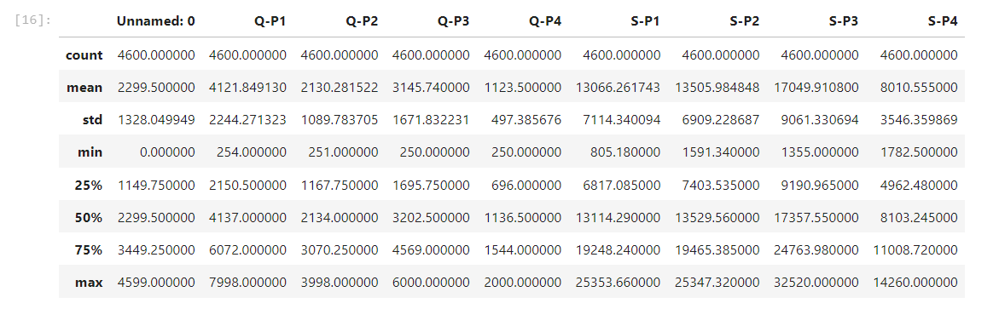 [16]: Unnamed: 0 Q-P1 Q-P2 Q-P3 Q-P4 S-P1 S-P2 S-P3 S-P4
count 4600.000000 4600.000000 4600.000000 4600.000000 4600.000000 4600.000000 4600.000000 4600.000000 4600.000000
mean 2299.500000 4121.849130 2130.281522 3145.740000 1123.500000 13066.261743 13505.984848 17049.910800 8010.555000
std 1328.049949 2244.271323 1089.783705 1671.832231 497.385676 7114.340094 6909.228687 9061.330694 3546.359869
min 0.000000 254.000000 251.000000 250.000000 250.000000 805.180000 1591.340000 1355.000000 1782.500000
25% 1149.750000 2150.500000 1167.750000 1695.750000 696.000000 6817.085000 7403.535000 9190.965000 4962.480000
50% 2299.500000 4137.000000 2134.000000 3202.500000 1136.500000 13114.290000 13529.560000 17357.550000 8103.245000
75% 3449.250000 6072.000000 3070.250000 4569.000000 1544.000000 19248.240000 19465.385000 24763.980000 11008.720000
max 4599.000000 7998.000000 3998.000000 6000.000000 2000.000000 25353.660000 25347.320000 32520.000000 14260.000000